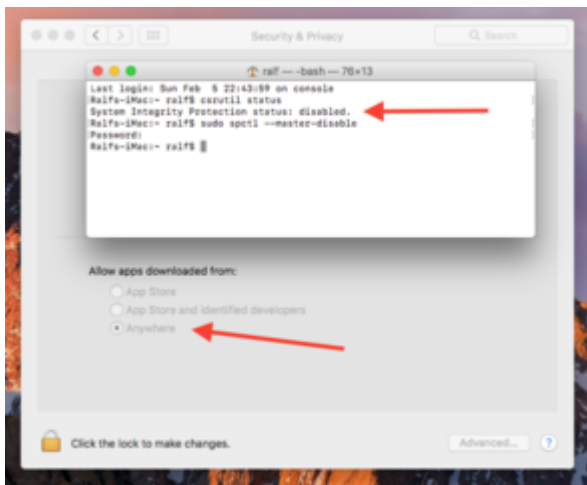 Security & Privacy
Search
ralf — -bash — 76×13
Last login: Sun Feb  5 22:43:59 on console
Ralfs-iMac:~ ralf$ csrutil status
System Integrity Protection status: disabled.
Ralfs-iMac:~ ralf$ sudo spctl --master-disable
Password:
Ralfs-iMac:~ ralf$
Allow apps downloaded from:
App Store
App Store and identified developers
Anywhere
Click the lock to make changes.
Advanced...
?